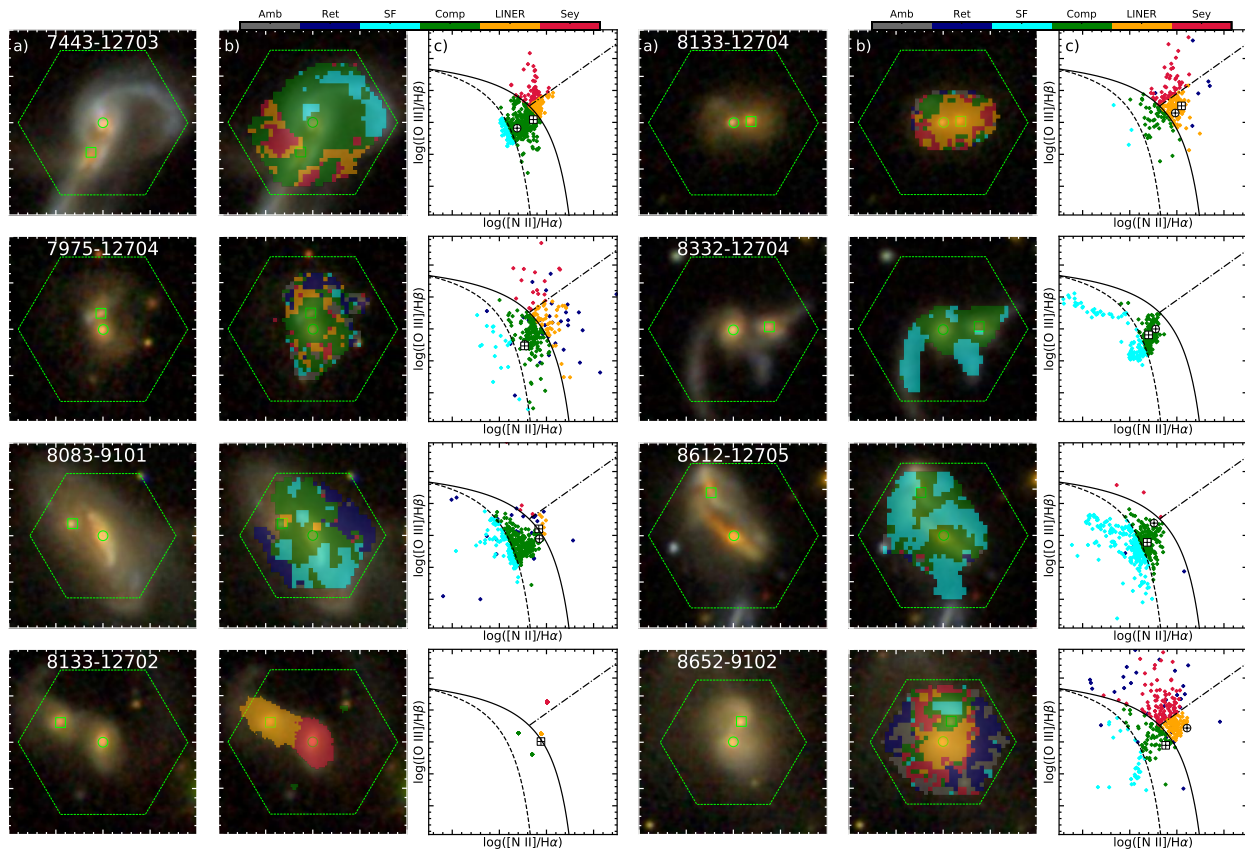 Amb Ret SF Comp LINER Sey
Amb Ret SF Comp LINER Sey
a) 7443-12703 b) c)
log([O III]/Hβ)
log([N II]/Hα)
a) 8133-12704 b) c)
log([O III]/Hβ)
log([N II]/Hα)
7975-12704
log([O III]/Hβ)
log([N II]/Hα)
8332-12704
log([O III]/Hβ)
log([N II]/Hα)
8083-9101
log([O III]/Hβ)
log([N II]/Hα)
8612-12705
log([O III]/Hβ)
log([N II]/Hα)
8133-12702
log([O III]/Hβ)
log([N II]/Hα)
8652-9102
log([O III]/Hβ)
log([N II]/Hα)